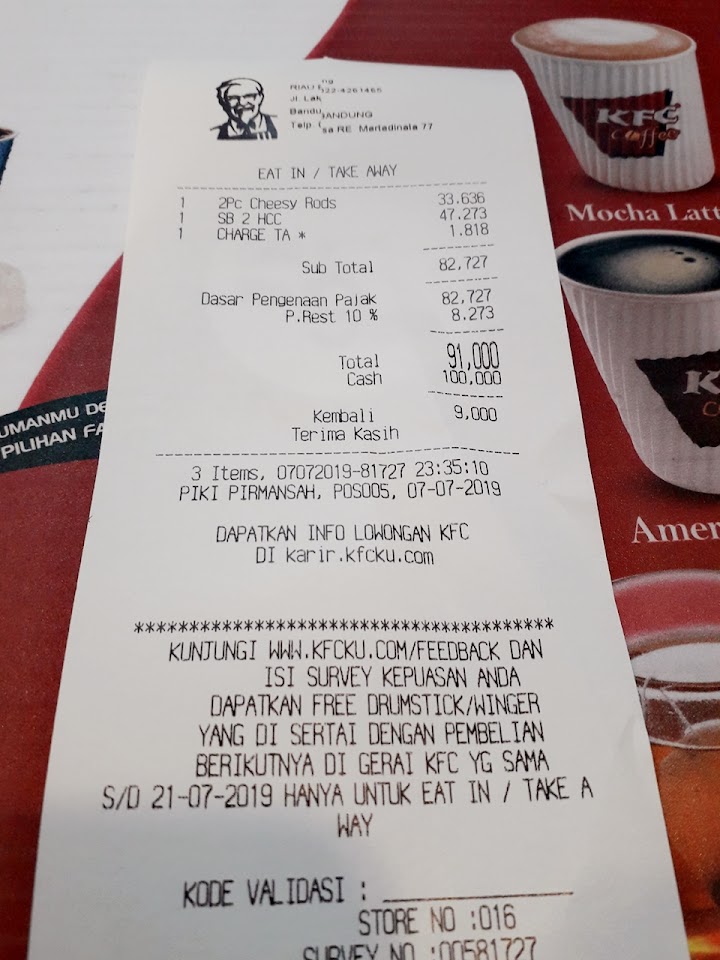 RIAU
ng
022-4261465
Jl. Lak
Bandu
BANDUNG
Telp. (
sa RE Martadinata 77
EAT IN / TAKE AWAY
1 2Pc Cheesy Rods 33.636
1 SB 2 HCC 47.273
1 CHARGE TA * 1.818
Sub Total 82,727
Dasar Pengenaan Pajak 82,727
P.Rest 10 % 8.273
Total 91,000
Cash 100,000
Kembali 9,000
Terima Kasih
3 Items, 07072019-81727 23:35:10
PIKI PIRMANSAH, POS005, 07-07-2019
DAPATKAN INFO LOWONGAN KFC
DI karir.kfcku.com
****************************************
KUNJUNGI WWW.KFCKU.COM/FEEDBACK DAN
ISI SURVEY KEPUASAN ANDA
DAPATKAN FREE DRUMSTICK/WINGER
YANG DI SERTAI DENGAN PEMBELIAN
BERIKUTNYA DI GERAI KFC YG SAMA
S/D 21-07-2019 HANYA UNTUK EAT IN / TAKE A
WAY
KODE VALIDASI : ____________
STORE NO :016
SURVEY NO :00581727
KFC
Coffee
Mocha Latt
K
C
Amer
UMANMU DE
PILIHAN FA